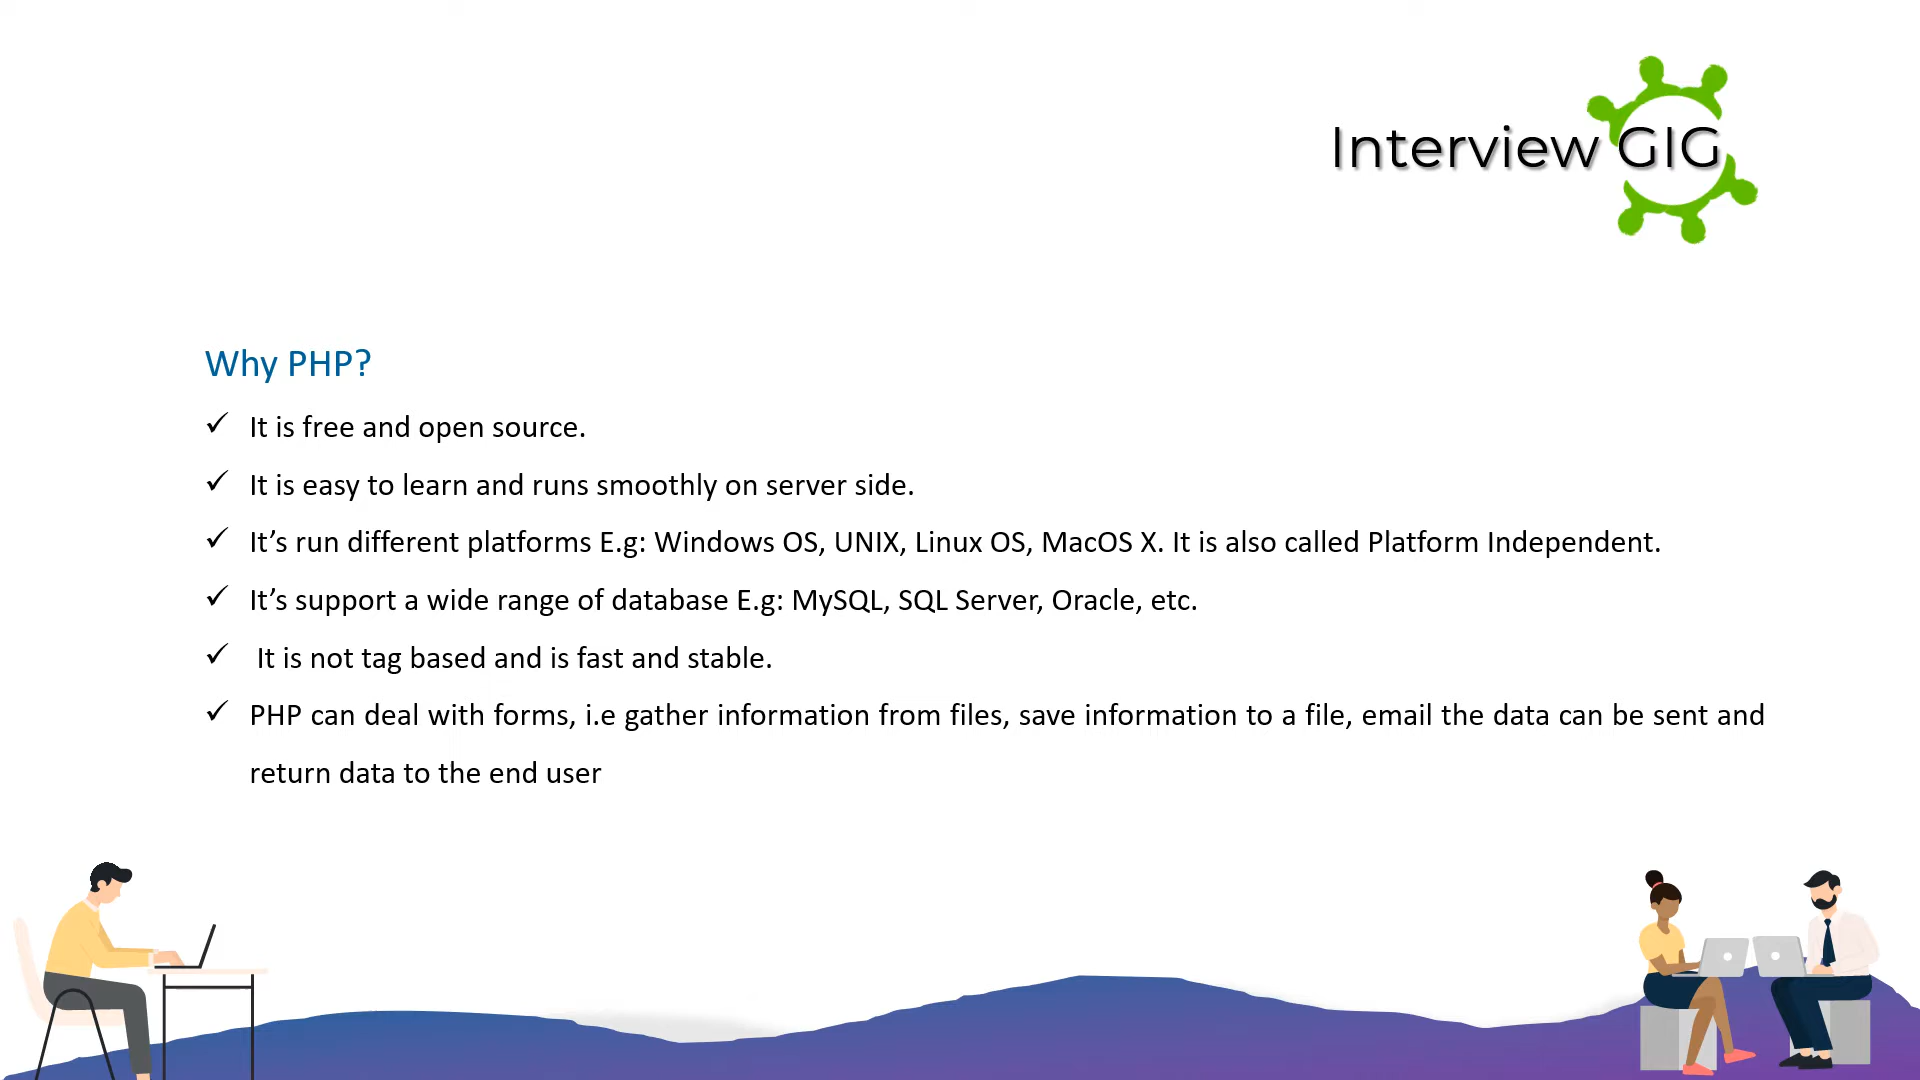 Interview GIG
Why PHP?
✓ It is free and open source.
✓ It is easy to learn and runs smoothly on server side.
✓ It’s run different platforms E.g: Windows OS, UNIX, Linux OS, MacOS X. It is also called Platform Independent.
✓ It’s support a wide range of database E.g: MySQL, SQL Server, Oracle, etc.
✓ It is not tag based and is fast and stable.
✓ PHP can deal with forms, i.e gather information from files, save information to a file, email the data can be sent and
return data to the end user